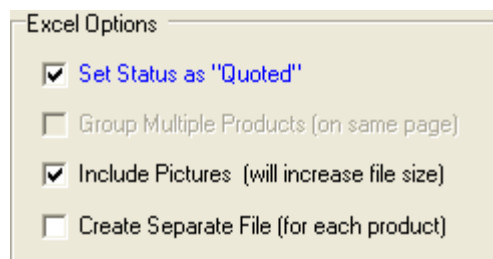 Excel Options
Set Status as "Quoted"
Group Multiple Products (on same page)
Include Pictures (will increase file size)
Create Separate File (for each product)